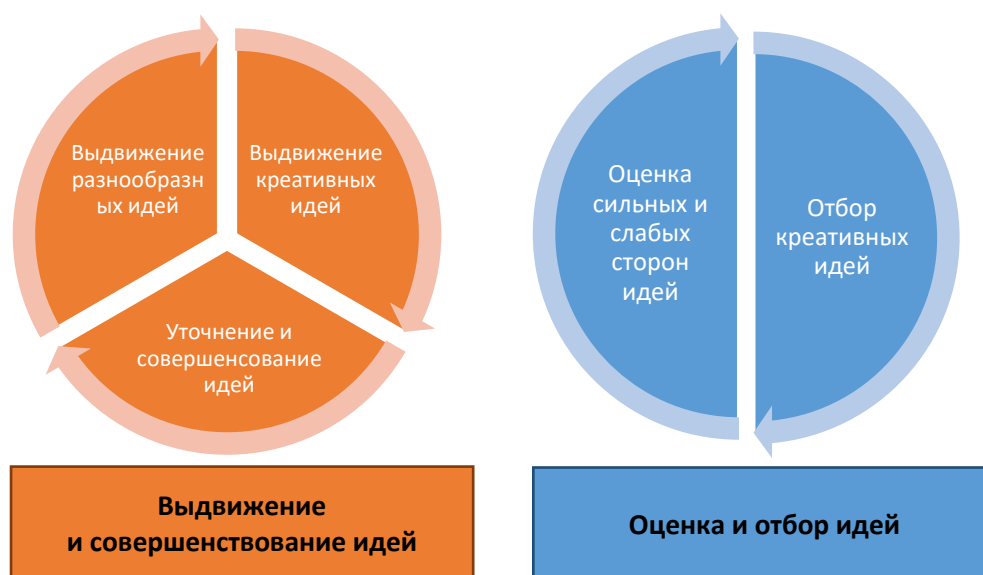 Выдвижение
разнообразн
ых идей
Выдвижение
креативных
идей
Уточнение и
совершенсование
идей
Выдвижение
и совершенствование идей
Оценка
сильных и
слабых
сторон
идей
Отбор
креативных
идей
Оценка и отбор идей